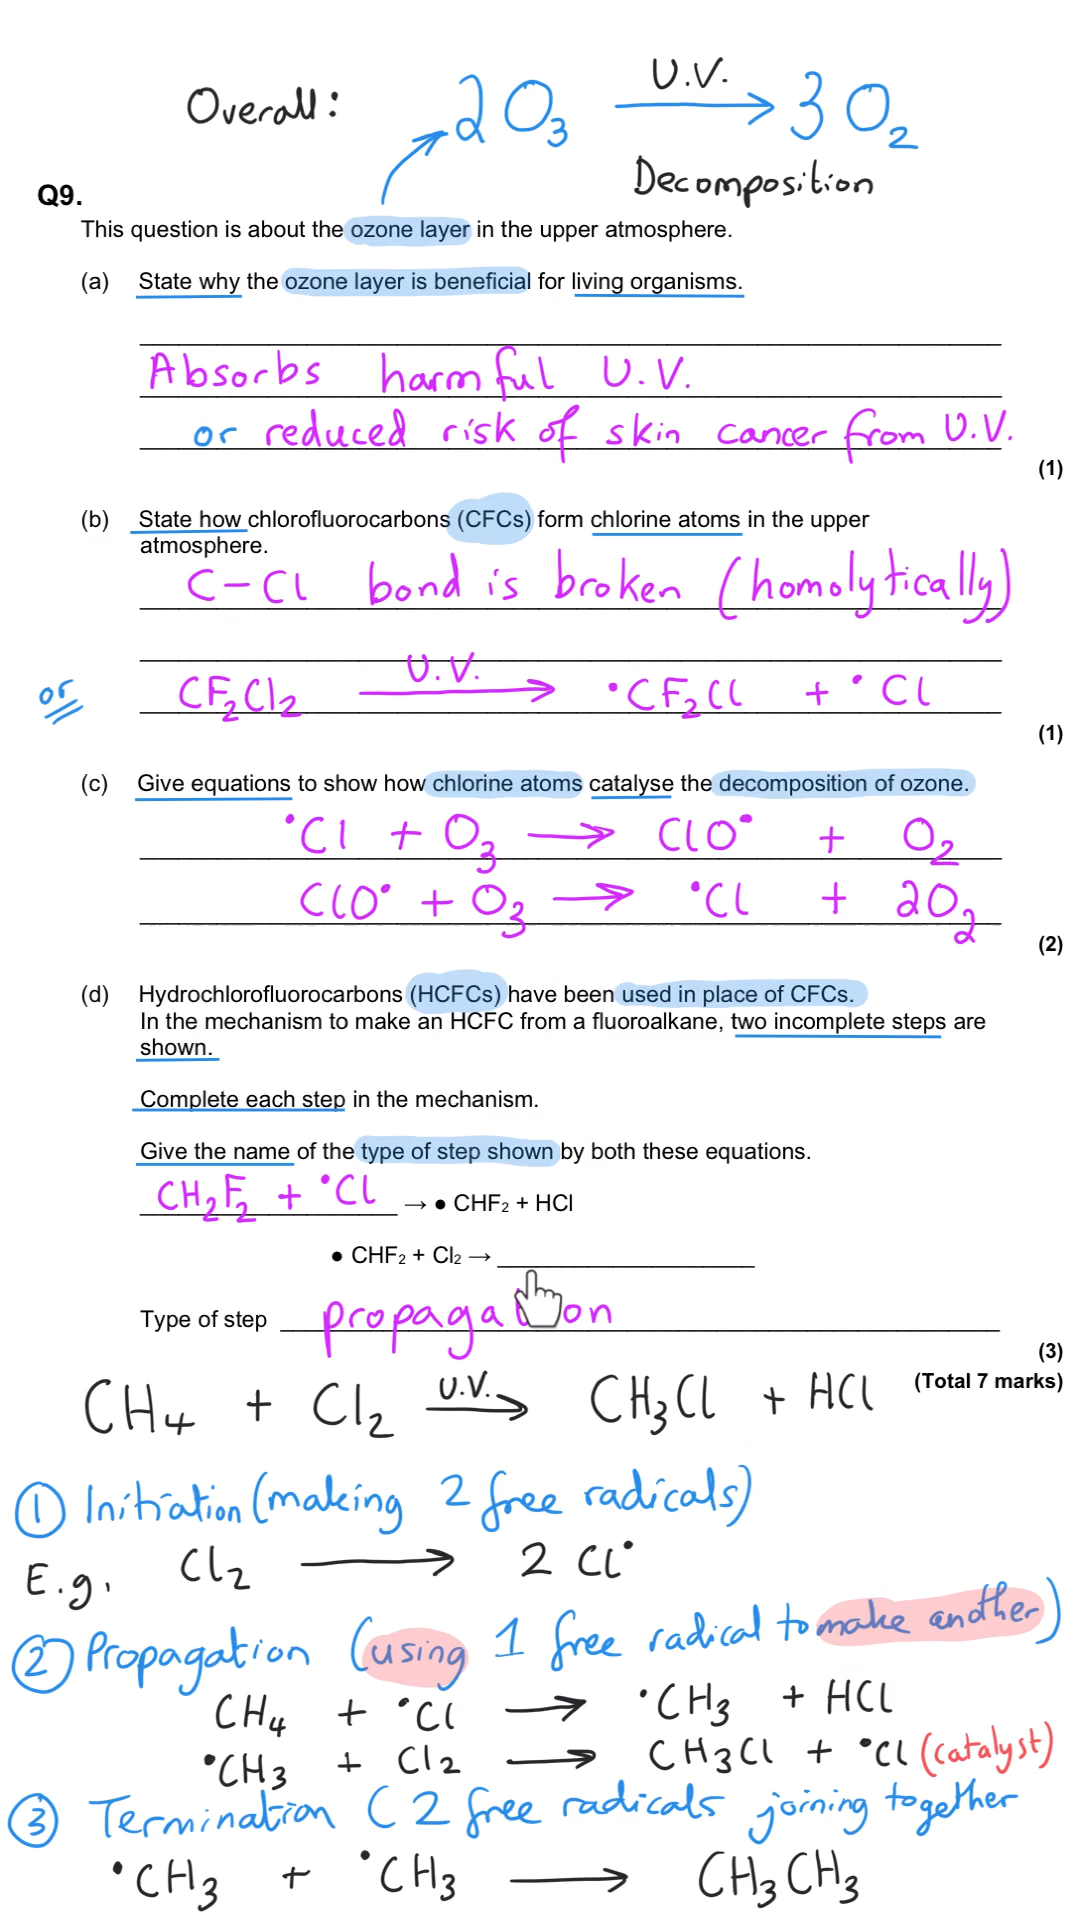 Overall: 2O₃ U.V. → 3O₂
Decomposition
Q9.
This question is about the ozone layer in the upper atmosphere.
(a) State why the ozone layer is beneficial for living organisms.
Absorbs harmful U.V.
or reduced risk of skin cancer from U.V.
(1)
(b) State how chlorofluorocarbons (CFCs) form chlorine atoms in the upper
atmosphere.
C-Cl bond is broken (homolytically)
or CF₂Cl₂ U.V. → •CF₂Cl + •Cl
(1)
(c) Give equations to show how chlorine atoms catalyse the decomposition of ozone.
•Cl + O₃ → ClO• + O₂
ClO• + O₃ → •Cl + 2O₂
(2)
(d) Hydrochlorofluorocarbons (HCFCs) have been used in place of CFCs.
In the mechanism to make an HCFC from a fluoroalkane, two incomplete steps are
shown.
Complete each step in the mechanism.
Give the name of the type of step shown by both these equations.
CH₂F₂ + •Cl → ● CHF₂ + HCl
● CHF₂ + Cl₂ →
Type of step propagation
(3)
(Total 7 marks)
CH₄ + Cl₂ U.V. → CH₃Cl + HCl
① Initiation (making 2 free radicals)
E.g. Cl₂ → 2 Cl•
② Propagation (using 1 free radical to make another)
CH₄ + •Cl → •CH₃ + HCl
•CH₃ + Cl₂ → CH₃Cl + •Cl (catalyst)
③ Termination (2 free radicals joining together
•CH₃ + •CH₃ → CH₃CH₃